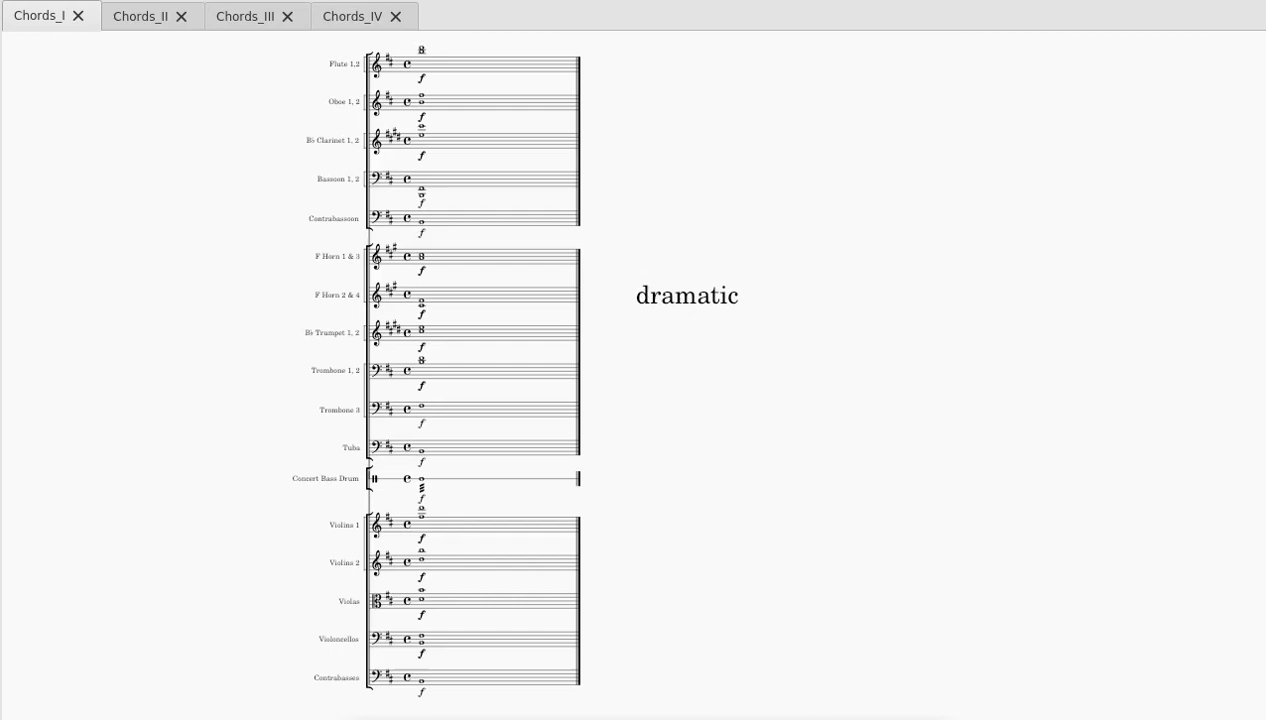 Chords_I Chords_II Chords_III Chords_IV
Flute 1,2
f
Oboe 1, 2
f
B♭ Clarinet 1, 2
f
Bassoon 1, 2
f
Contrabassoon
f
F Horn 1 & 3
f
dramatic
F Horn 2 & 4
f
B♭ Trumpet 1, 2
f
Trombone 1, 2
f
Trombone 3
f
Tuba
f
Concert Bass Drum
f
Violins 1
f
Violins 2
f
Violas
f
Violoncellos
f
Contrabasses
f